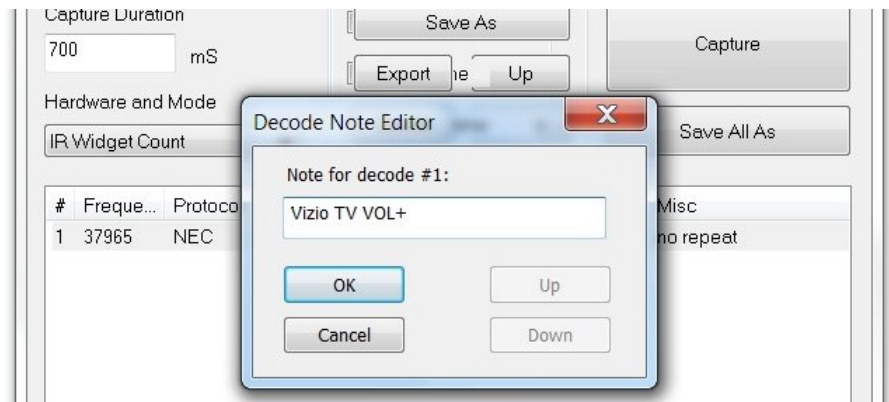 Capture Duration
700 mS
Save As
Capture
Export Up
Hardware and Mode
IR Widget Count
Save All As
Decode Note Editor
Note for decode #1:
Vizio TV VOL+
OK Up
Cancel Down
# Freque... Protoco Misc
1 37965 NEC no repeat